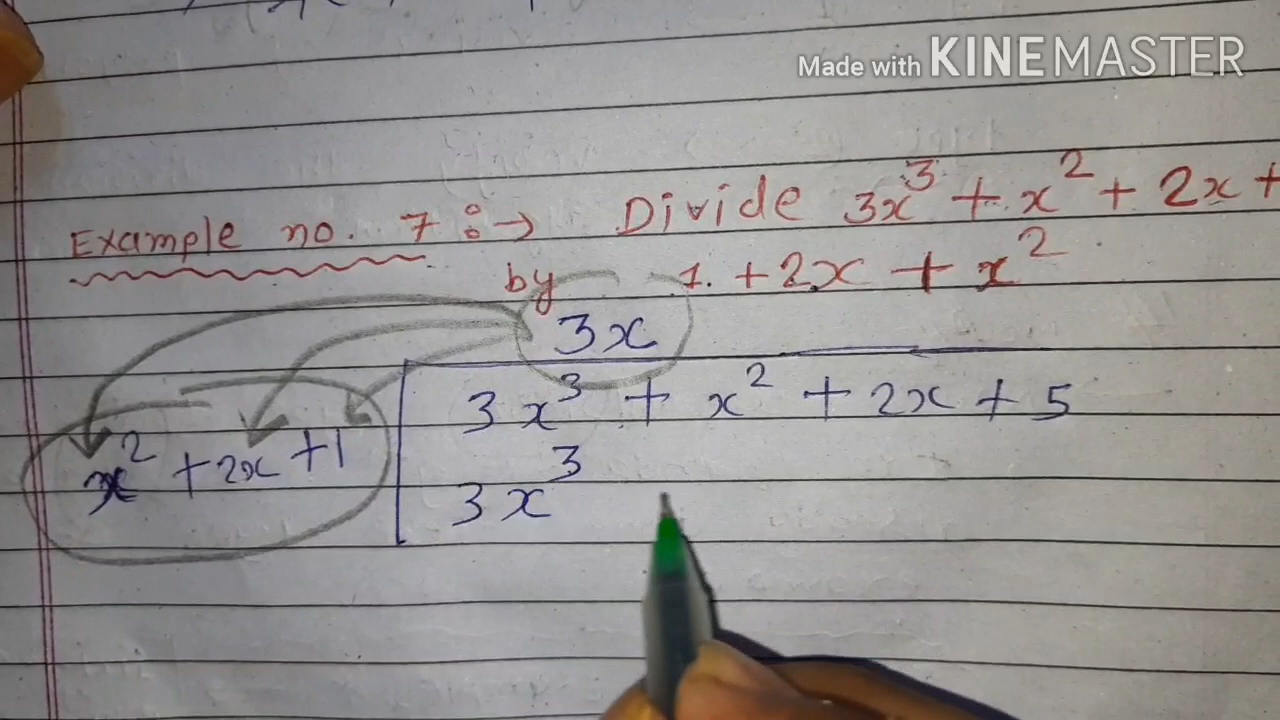 Made with KINEMASTER
Example no. 7 :→ Divide 3x³ + x² + 2x +
by 1 + 2x + x²
3x
3x³ + x² + 2x + 5
x² + 2x + 1
3x³